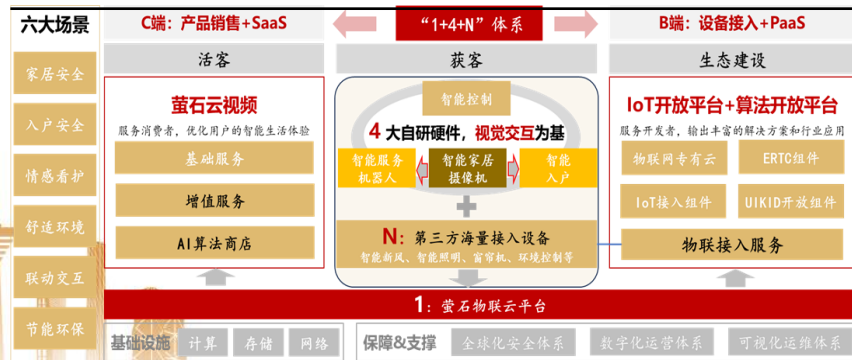 六大场景
家居安全
入户安全
情感看护
舒适环境
联动交互
节能环保
C端：产品销售+SaaS
“1+4+N”体系
B端：设备接入+PaaS
活客
获客
生态建设
萤石云视频
服务消费者，优化用户的智能生活体验
基础服务
增值服务
AI算法商店
智能控制
4 大自研硬件，视觉交互为基
智能服务
机器人
智能家居
摄像机
智能
入户
N：第三方海量接入设备
智能新风、智能照明、窗帘机、环境控制等
IoT开放平台+算法开放平台
服务开发者，输出丰富的解决方案和行业应用
物联网专有云
ERTC组件
IoT接入组件
UIKID开放组件
物联接入服务
1：萤石物联云平台
基础设施
计算
存储
网络
保障&支撑
全球化安全体系
数字化运营体系
可视化运维体系